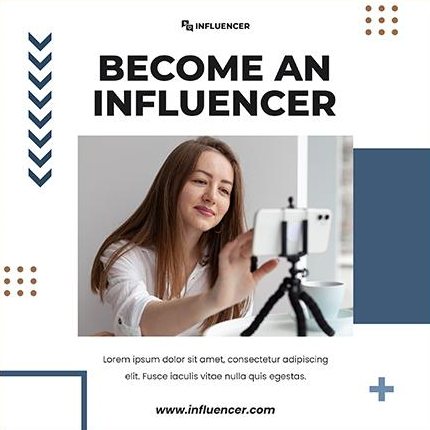 INFLUENCER
BECOME AN
INFLUENCER
Lorem ipsum dolor sit amet, consectetur adipiscing
elit. Fusce iaculis vitae nulla quis egestas.
www.influencer.com